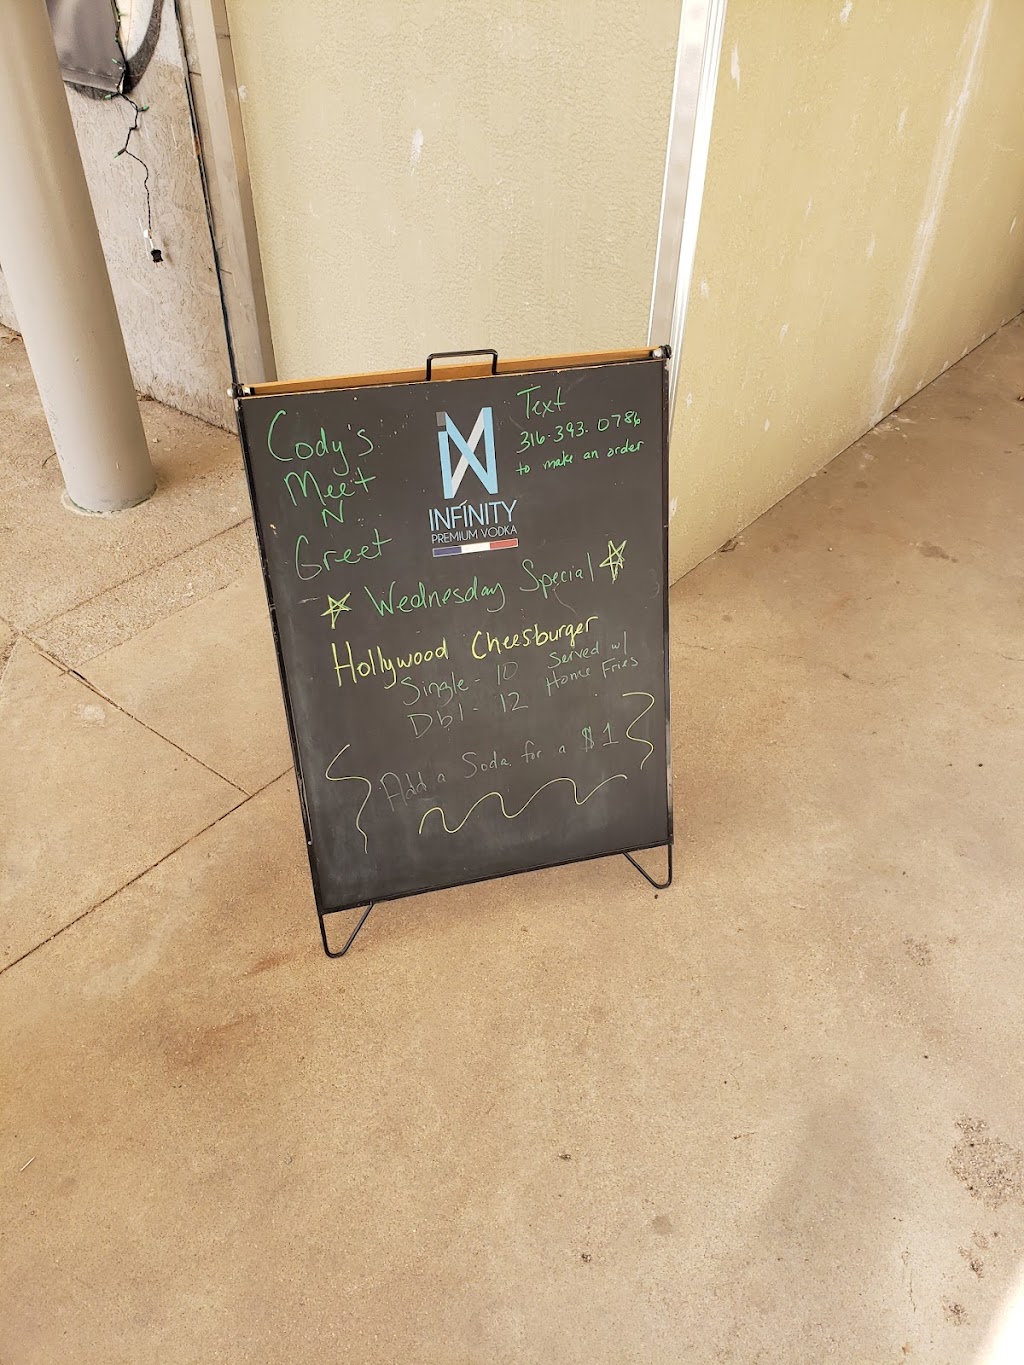 Cody's
Meet
N
Greet
INFÍNITY
PREMIUM VODKA
Text
316-393-0786
to make an order
Wednesday Special
Hollywood Cheesburger
Single - 10
Dbl - 12
Served w/
Home Fries
Add a Soda for a $1